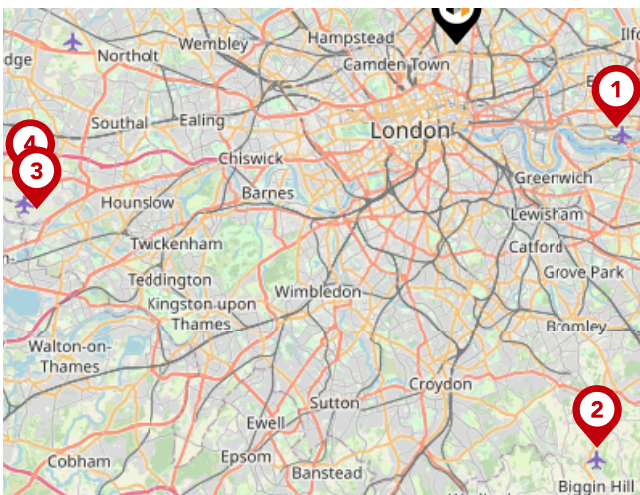 Hampstead
Ilfo
Wembley
Northolt
dge
Camden Town
1
Southall
Ealing
London
4
Chiswick
3
Greenwich
Barnes
Hounslow
Lewisham
Twickenham
Catford
n-
Grove Park
Teddington
Kingston upon
Thames
Wimbledon
Bromley
Walton-on-
Thames
Croydon
Sutton
2
Ewell
Epsom
Cobham
Banstead
Biggin Hill